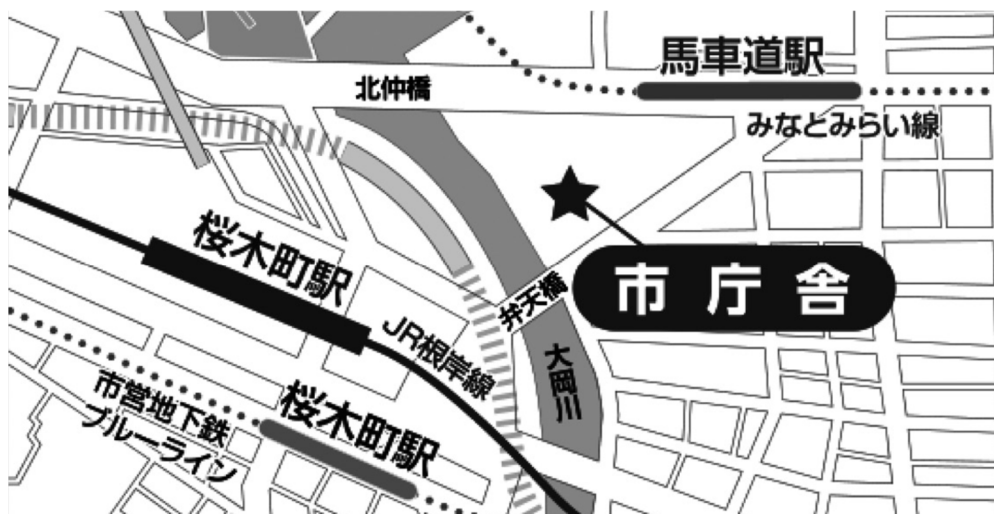 馬車道駅
北仲橋
みなとみらい線
桜木町駅
市庁舎
弁天橋
JR根岸線
大岡川
市営地下鉄
ブルーライン
桜木町駅